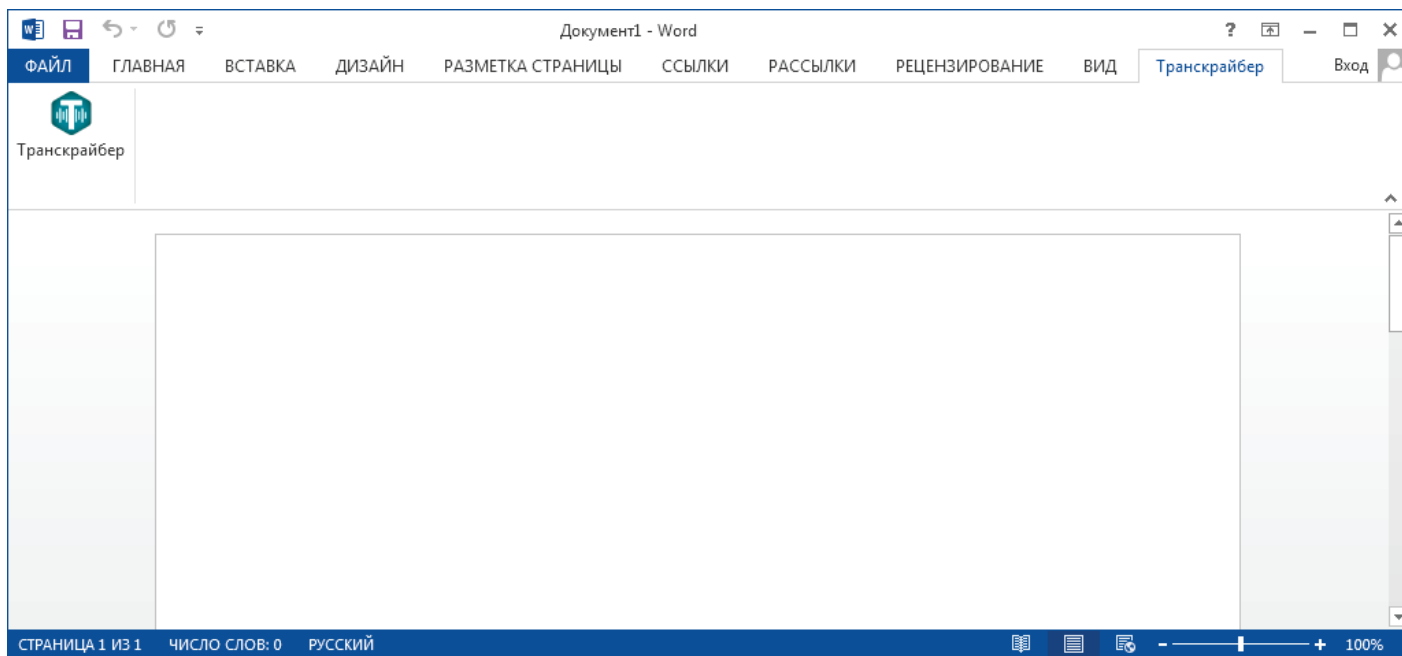 Документ1 - Word
ФАЙЛ ГЛАВНАЯ ВСТАВКА ДИЗАЙН РАЗМЕТКА СТРАНИЦЫ ССЫЛКИ РАССЫЛКИ РЕЦЕНЗИРОВАНИЕ ВИД Транскрайбер Вход
Транскрайбер
СТРАНИЦА 1 ИЗ 1 ЧИСЛО СЛОВ: 0 РУССКИЙ 100%